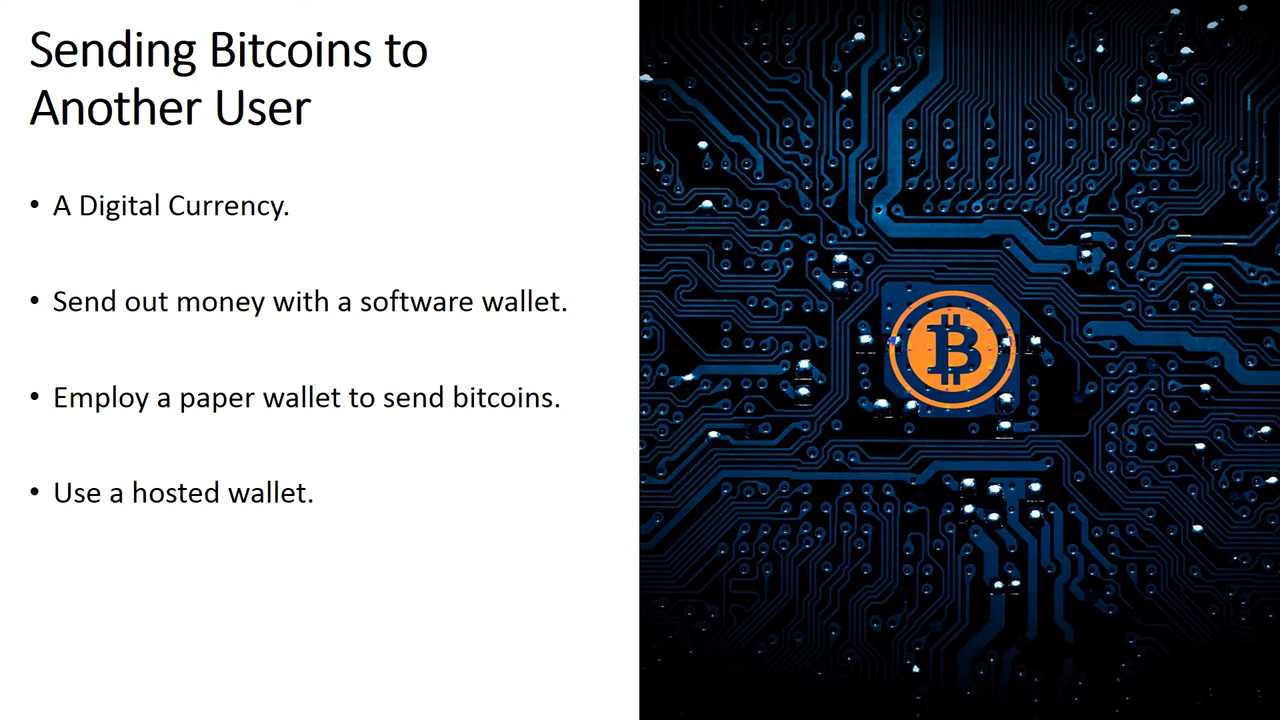 Sending Bitcoins to
Another User
• A Digital Currency.
• Send out money with a software wallet.
• Employ a paper wallet to send bitcoins.
• Use a hosted wallet.